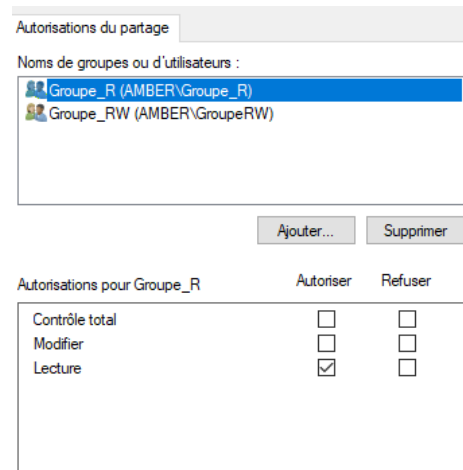 Autorisations du partage
Noms de groupes ou d'utilisateurs :
Groupe_R (AMBER\Groupe_R)
Groupe_RW (AMBER\GroupeRW)
Ajouter... Supprimer
Autorisations pour Groupe_R Autoriser Refuser
Contrôle total
Modifier
Lecture